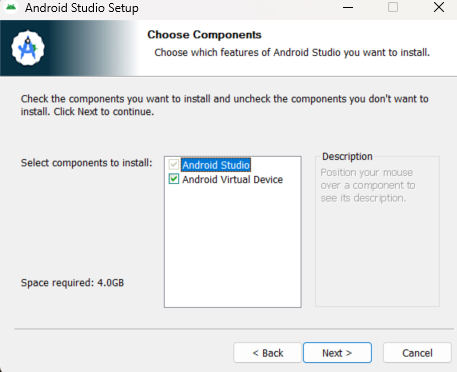 Android Studio Setup
Choose Components
Choose which features of Android Studio you want to install.
Check the components you want to install and uncheck the components you don't want to
install. Click Next to continue.
Select components to install:
Android Studio
Android Virtual Device
Description
Position your mouse
over a component to
see its description.
Space required: 4.0GB
< Back
Next >
Cancel